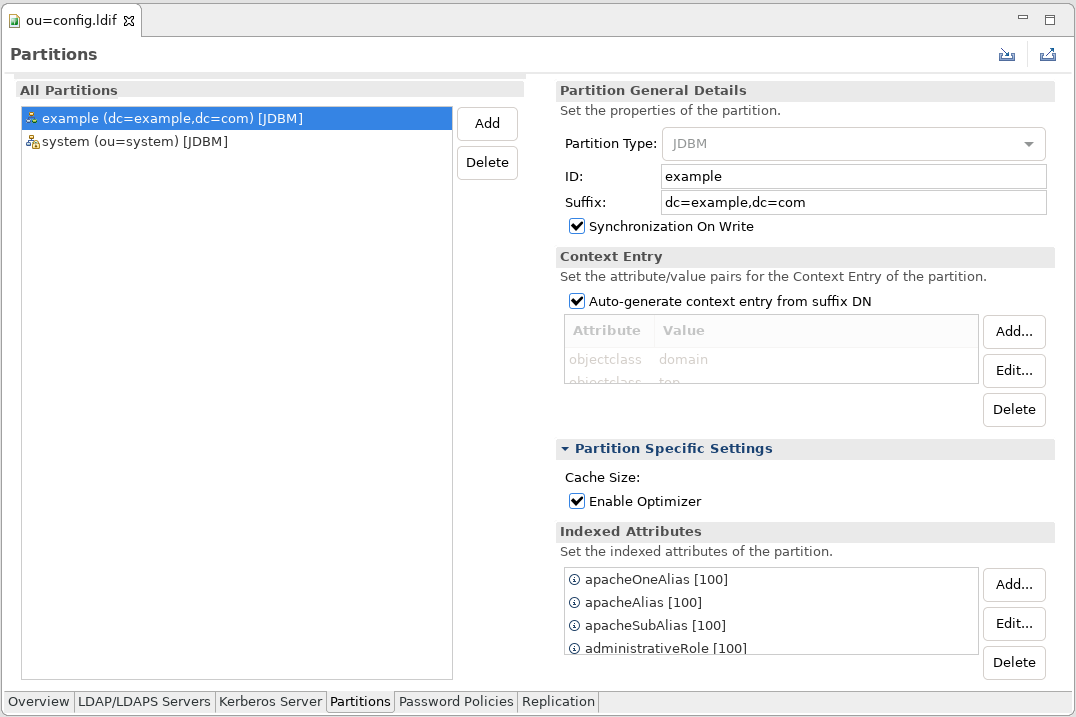 ou=config.ldif
Partitions
All Partitions
example (dc=example,dc=com) [JDBM]
system (ou=system) [JDBM]
Add
Delete
Partition General Details
Set the properties of the partition.
Partition Type: JDBM
ID: example
Suffix: dc=example,dc=com
Synchronization On Write
Context Entry
Set the attribute/value pairs for the Context Entry of the partition.
Auto-generate context entry from suffix DN
Attribute Value
objectclass domain
objectclass top
Add...
Edit...
Delete
Partition Specific Settings
Cache Size:
Enable Optimizer
Indexed Attributes
Set the indexed attributes of the partition.
apacheOneAlias [100]
apacheAlias [100]
apacheSubAlias [100]
administrativeRole [100]
Add...
Edit...
Delete
Overview LDAP/LDAPS Servers Kerberos Server Partitions Password Policies Replication